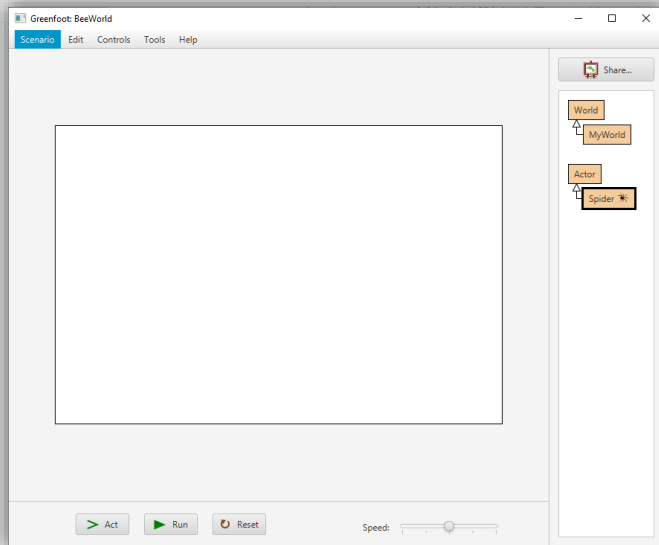 Greenfoot: BeeWorld
Scenario Edit Controls Tools Help
Share...
World
MyWorld
Actor
Spider
Act Run Reset Speed: